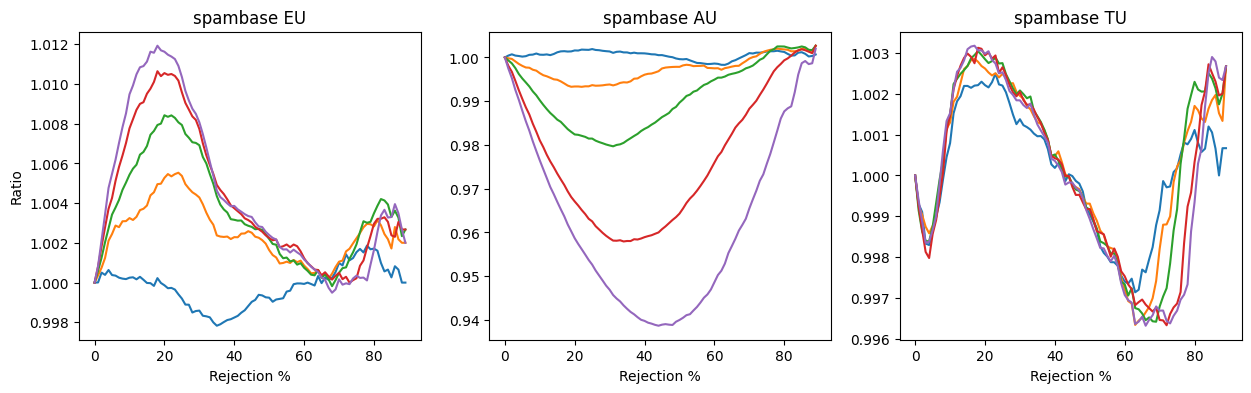 spambase EU
1.012
1.010
1.008
1.006
1.004
1.002
1.000
0.998
Ratio
0 20 40 60 80
Rejection %
spambase AU
1.00
0.99
0.98
0.97
0.96
0.95
0.94
0 20 40 60 80
Rejection %
spambase TU
1.003
1.002
1.001
1.000
0.999
0.998
0.997
0.996
0 20 40 60 80
Rejection %